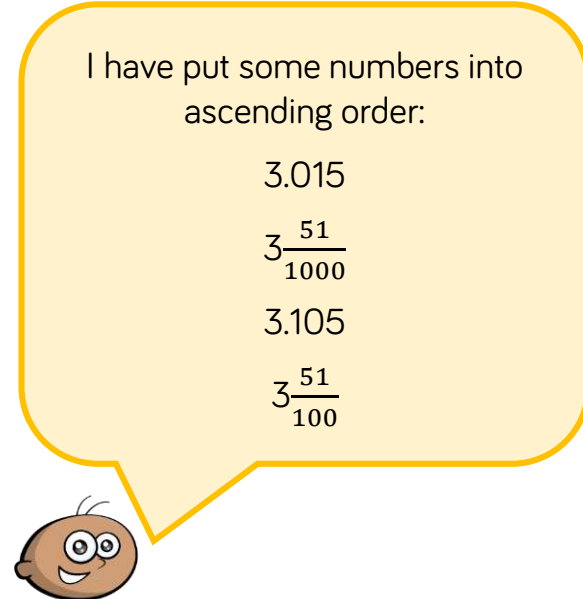 I have put some numbers into
ascending order:
3.015
3 51/1000
3.105
3 51/100